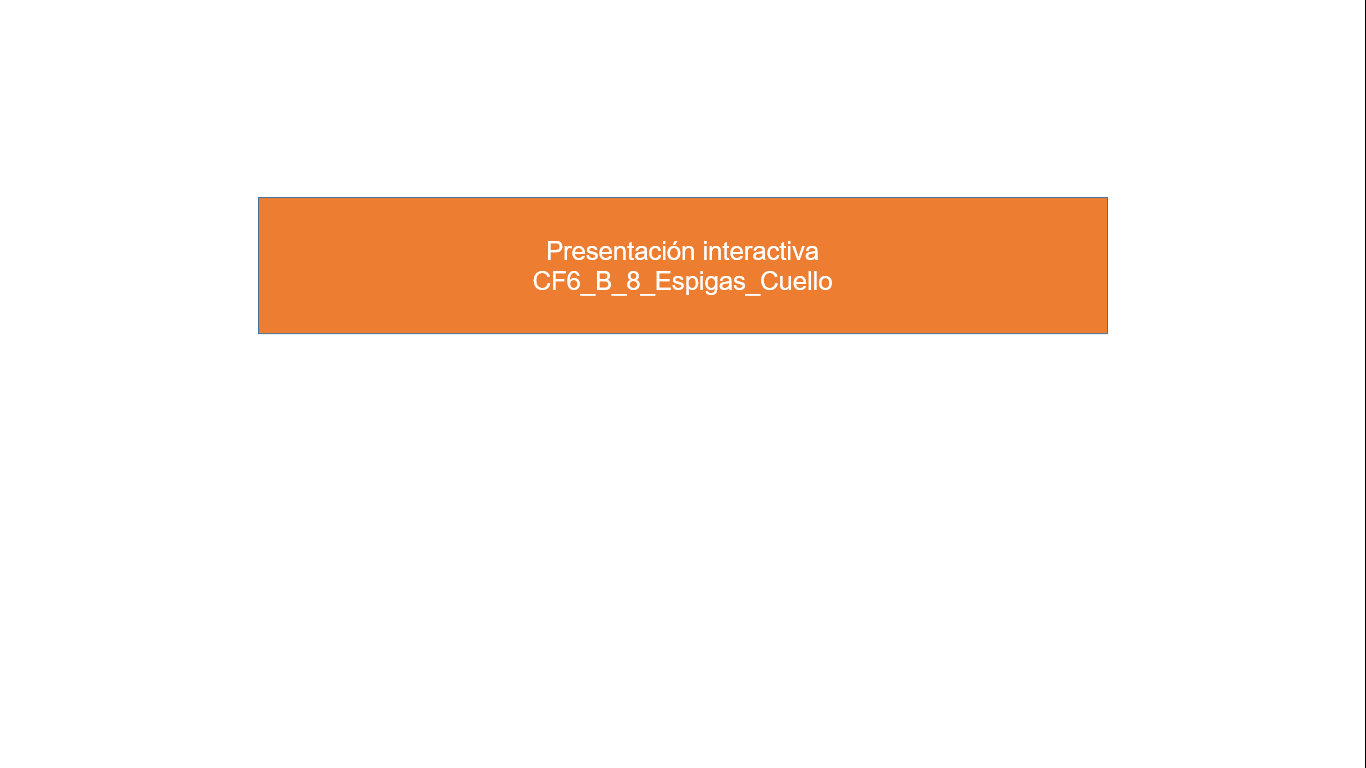 Presentación interactiva
CF6_B_8_Espigas_Cuello